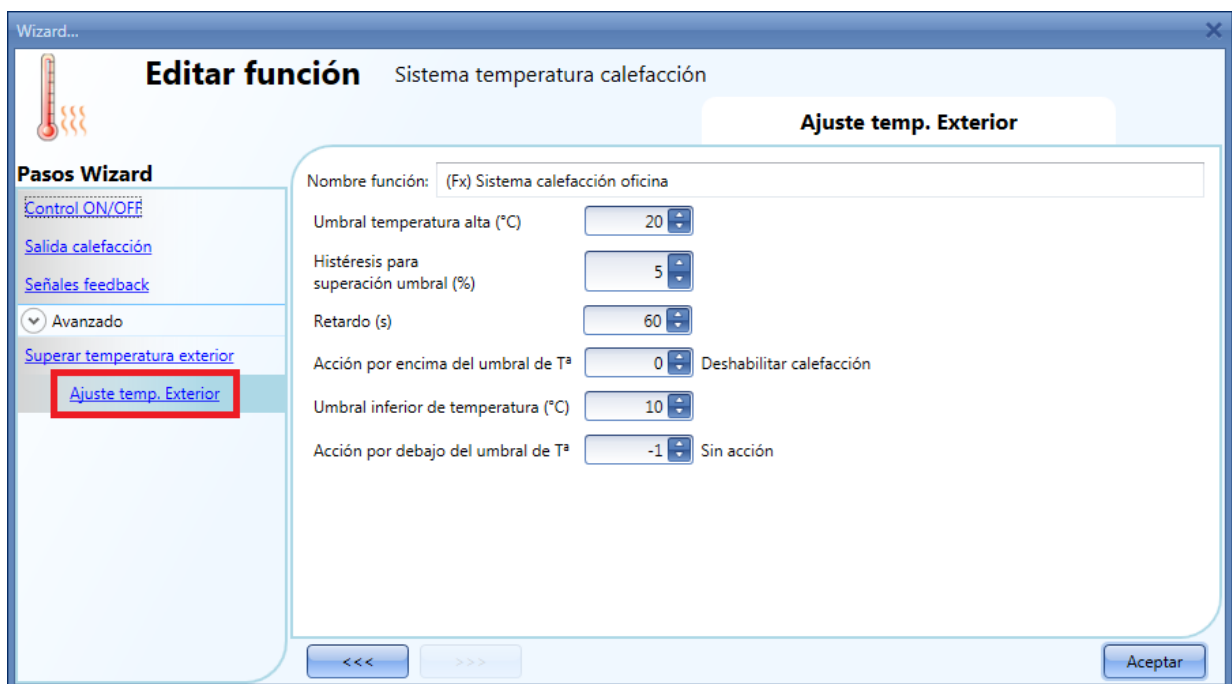 Wizard...
Editar función Sistema temperatura calefacción
Ajuste temp. Exterior
Pasos Wizard
Control ON/OFF
Salida calefacción
Señales feedback
Avanzado
Superar temperatura exterior
Ajuste temp. Exterior
Nombre función: (Fx) Sistema calefacción oficina
Umbral temperatura alta (°C) 20
Histéresis para
superación umbral (%) 5
Retardo (s) 60
Acción por encima del umbral de Tª 0 Deshabilitar calefacción
Umbral inferior de temperatura (°C) 10
Acción por debajo del umbral de Tª -1 Sin acción
<<< >>> Aceptar